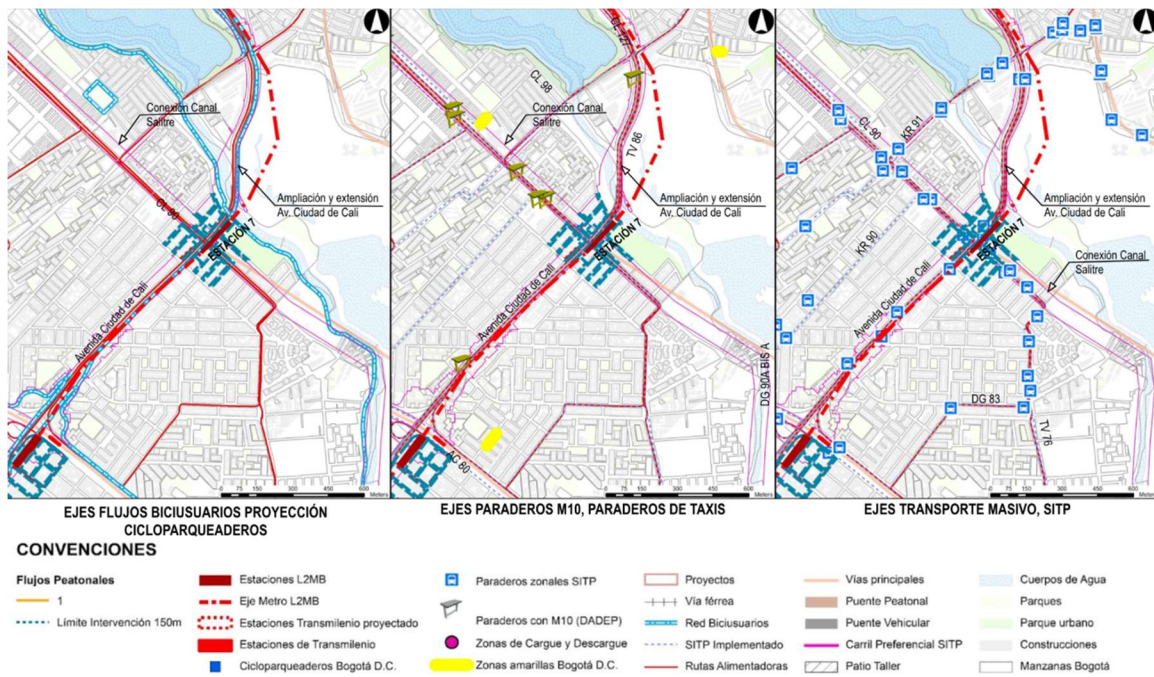 Conexión Canal
Salitre
CL 90
Ampliación y extensión
Av. Ciudad de Cali
ESTACIÓN 7
Avenida Ciudad de Cali
0 75 150 300 450 600
Meters
EJES FLUJOS BICIUSUARIOS PROYECCIÓN
CICLOPARQUEADEROS
CL 127
CL 98
Conexión Canal
Salitre
TV 86
Ampliación y extensión
Av. Ciudad de Cali
KR 90
ESTACIÓN 7
Avenida Ciudad de Cali
DG 90A BIS A
AC 80
0 75 150 300 450 600
Meters
EJES PARADEROS M10, PARADEROS DE TAXIS
CL 90
KR 91
Ampliación y extensión
Av. Ciudad de Cali
KR 90
ESTACIÓN 7
Conexión Canal
Salitre
Avenida Ciudad de Cali
DG 83
TV 76
0 75 150 300 450 600
Meters
EJES TRANSPORTE MASIVO, SITP
CONVENCIONES
Flujos Peatonales
1
Límite Intervención 150m
Estaciones L2MB
Eje Metro L2MB
Estaciones Transmilenio proyectado
Estaciones de Transmilenio
Cicloparqueaderos Bogotá D.C.
Paraderos zonales SITP
Paraderos con M10 (DADEP)
Zonas de Cargue y Descargue
Zonas amarillas Bogotá D.C.
Proyectos
Vía férrea
Red Biciusuarios
SITP Implementado
Rutas Alimentadoras
Vías principales
Puente Peatonal
Puente Vehicular
Carril Preferencial SITP
Patio Taller
Cuerpos de Agua
Parques
Parque urbano
Construcciones
Manzanas Bogotá